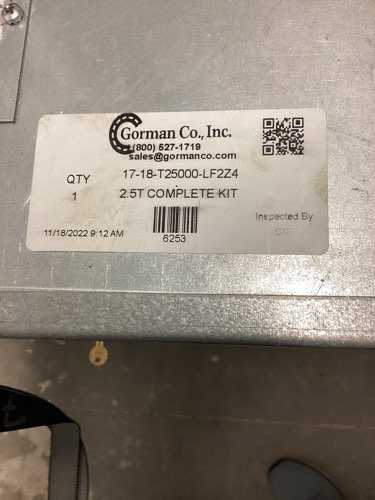 Gorman Co., Inc.
(800) 527-1719
sales@gormanco.com
QTY 17-18-T25000-LF2Z4
1 2.5T COMPLETE KIT
Inspected By
11/18/2022 9:12 AM 6253